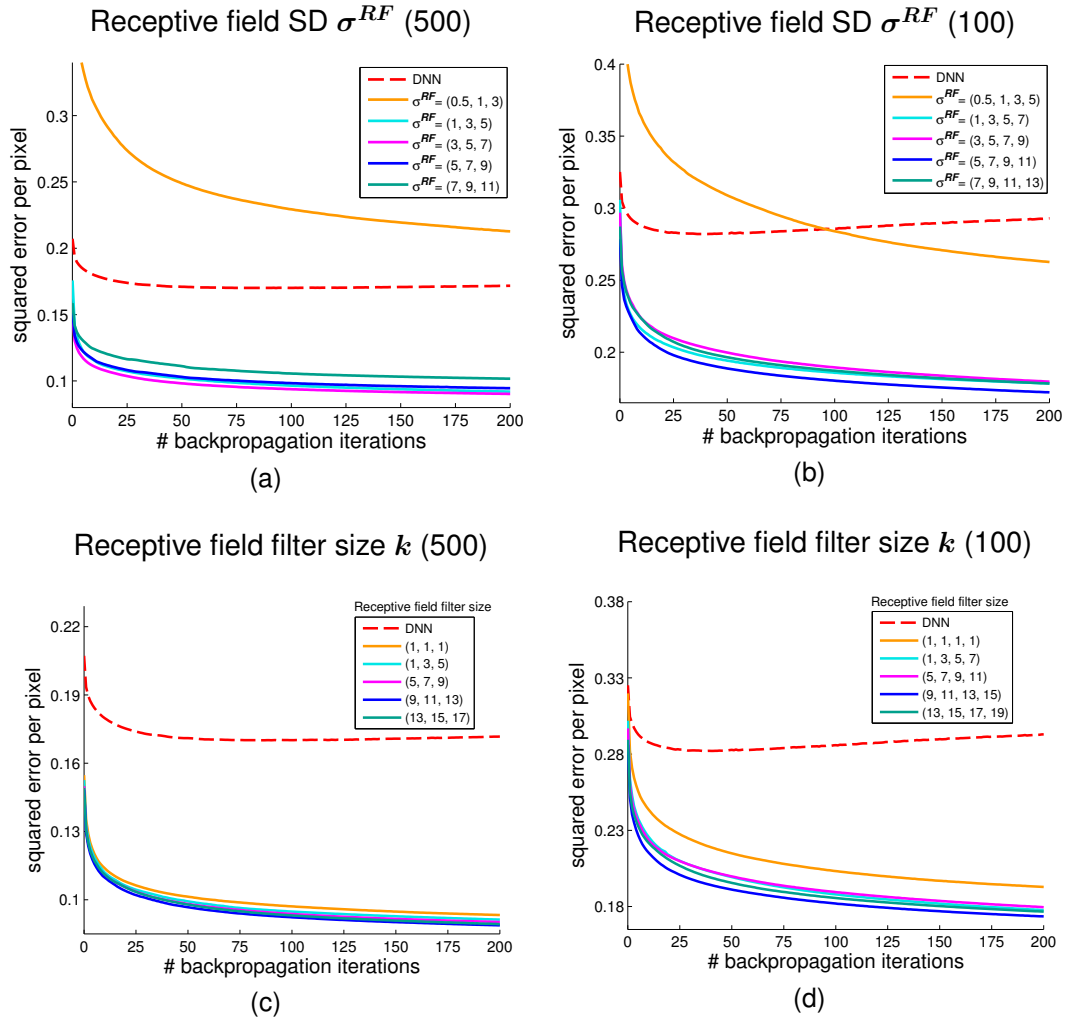 Receptive field SD σ^RF (500)
squared error per pixel
0.3
0.25
0.2
0.15
0.1
DNN
σ^RF= (0.5, 1, 3)
σ^RF= (1, 3, 5)
σ^RF= (3, 5, 7)
σ^RF= (5, 7, 9)
σ^RF= (7, 9, 11)
0 25 50 75 100 125 150 175 200
# backpropagation iterations
(a)
Receptive field SD σ^RF (100)
squared error per pixel
0.4
0.35
0.3
0.25
0.2
DNN
σ^RF= (0.5, 1, 3, 5)
σ^RF= (1, 3, 5, 7)
σ^RF= (3, 5, 7, 9)
σ^RF= (5, 7, 9, 11)
σ^RF= (7, 9, 11, 13)
0 25 50 75 100 125 150 175 200
# backpropagation iterations
(b)
Receptive field filter size k (500)
squared error per pixel
0.22
0.19
0.16
0.13
0.1
Receptive field filter size
DNN
(1, 1, 1)
(1, 3, 5)
(5, 7, 9)
(9, 11, 13)
(13, 15, 17)
0 25 50 75 100 125 150 175 200
# backpropagation iterations
(c)
Receptive field filter size k (100)
squared error per pixel
0.38
0.33
0.28
0.23
0.18
Receptive field filter size
DNN
(1, 1, 1, 1)
(1, 3, 5, 7)
(5, 7, 9, 11)
(9, 11, 13, 15)
(13, 15, 17, 19)
0 25 50 75 100 125 150 175 200
# backpropagation iterations
(d)